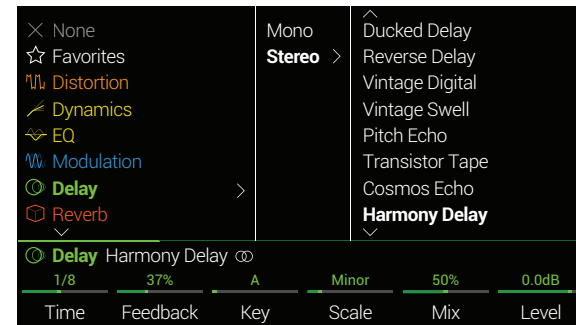 None
Favorites
Distortion
Dynamics
EQ
Modulation
Delay
Reverb
Mono
Stereo
Ducked Delay
Reverse Delay
Vintage Digital
Vintage Swell
Pitch Echo
Transistor Tape
Cosmos Echo
Harmony Delay
Delay Harmony Delay
1/8 37% A Minor 50% 0.0dB
Time Feedback Key Scale Mix Level